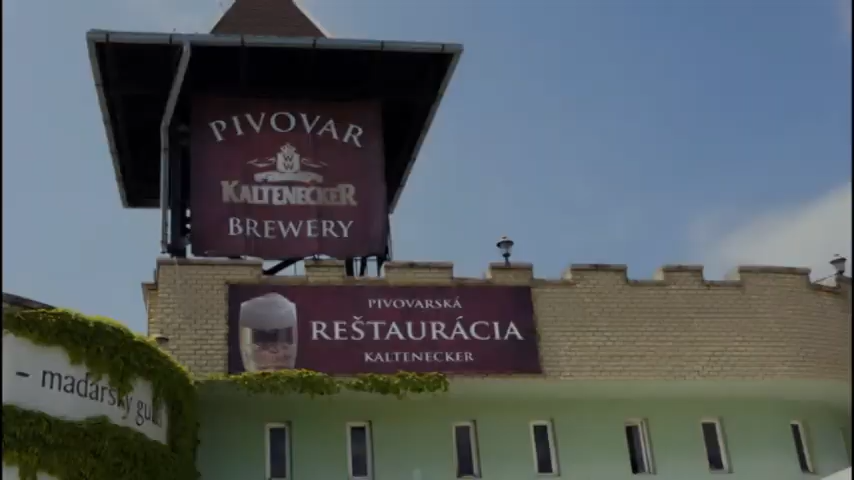 PIVOVAR
KALTENECKER
BREWERY
PIVOVARSKÁ
REŠTAURÁCIA
KALTENECKER
– maďarský